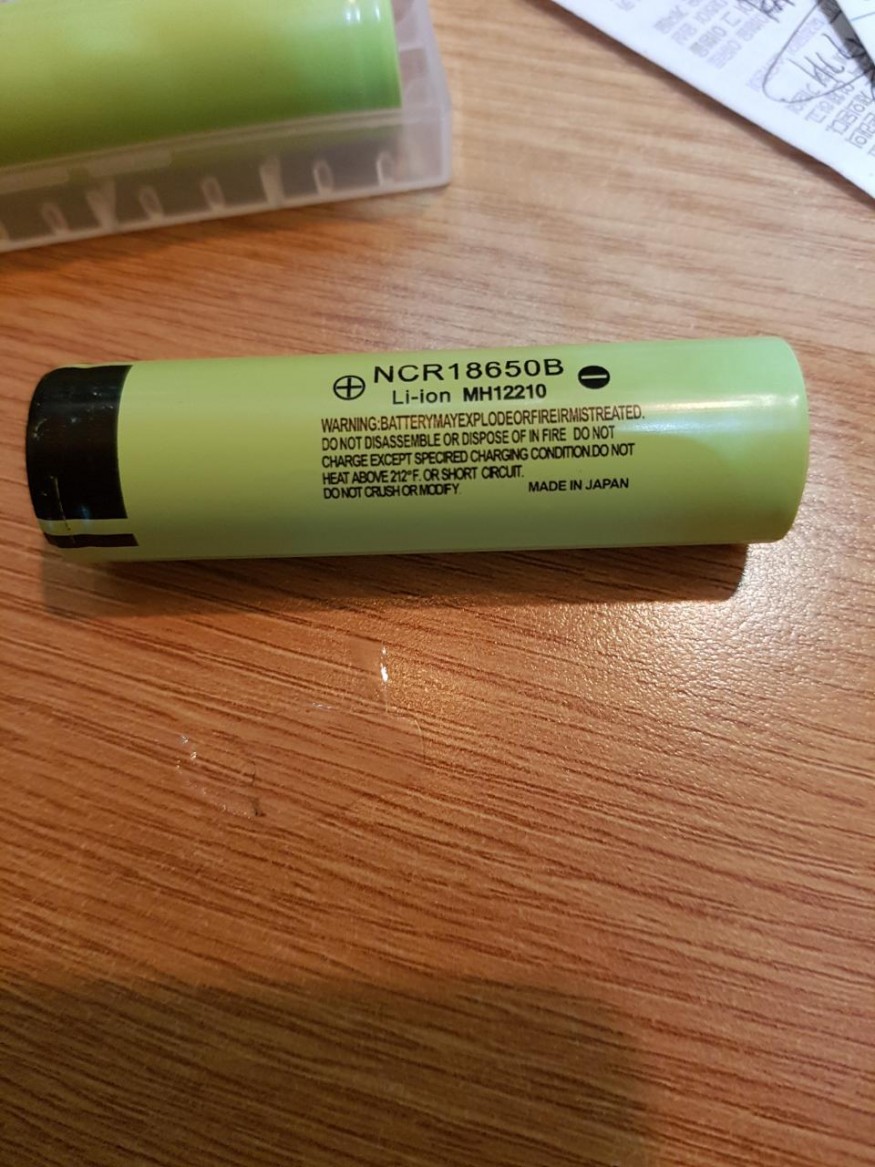 ⊕ NCR18650B ⊖
Li-ion MH12210
WARNING:BATTERYMAYEXPLODEORFIREIRMISTREATED.
DO NOT DISASSEMBLE OR DISPOSE OF IN FIRE DO NOT
CHARGE EXCEPT SPECIRED CHARGING CONDITION.DO NOT
HEAT ABOVE 212°F. OR SHORT CIRCUIT.
DO NOT CRUSH OR MODIFY. MADE IN JAPAN